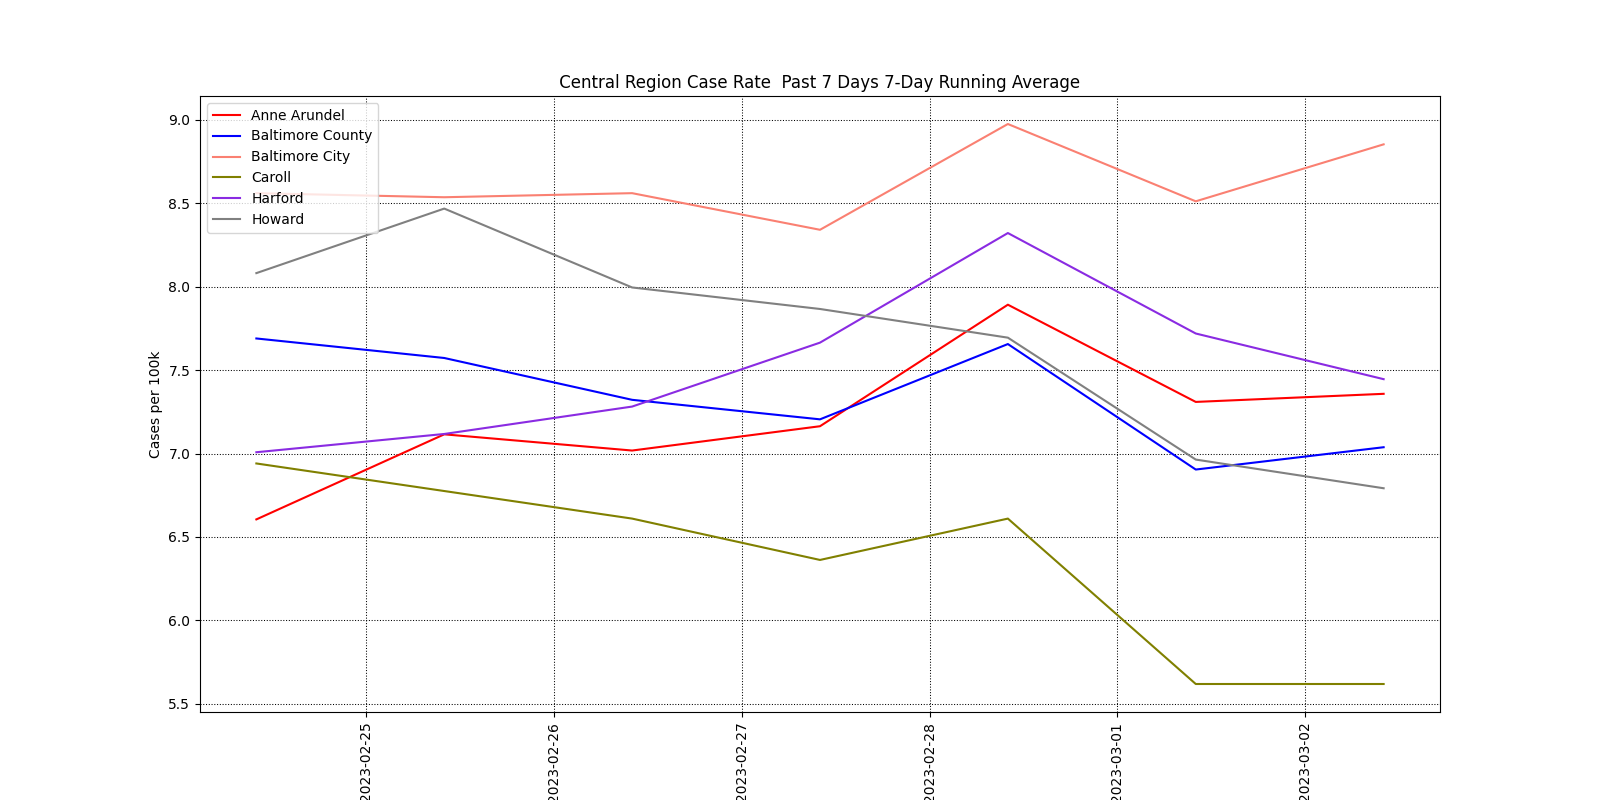 Central Region Case Rate  Past 7 Days 7-Day Running Average
Anne Arundel
Baltimore County
Baltimore City
Caroll
Harford
Howard
Cases per 100k
9.0
8.5
8.0
7.5
7.0
6.5
6.0
5.5
2023-02-25
2023-02-26
2023-02-27
2023-02-28
2023-03-01
2023-03-02